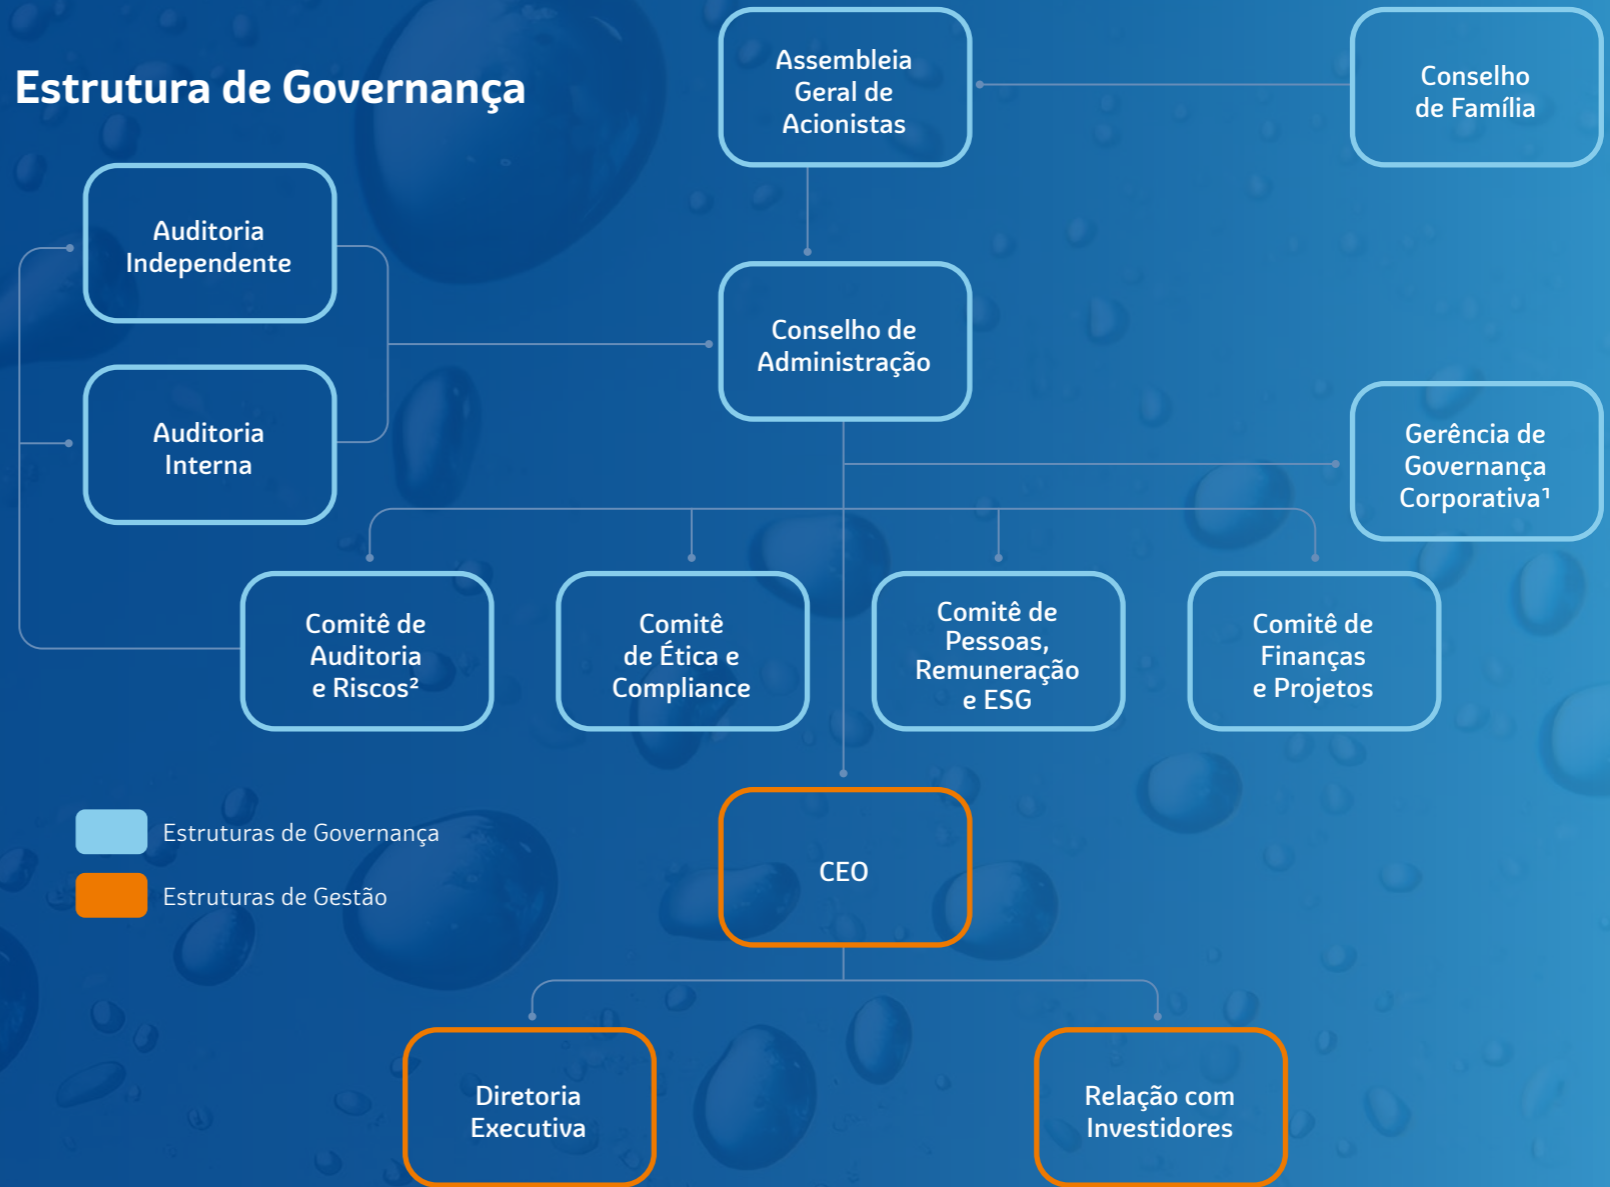 Estrutura de Governança
Assembleia
Geral de
Acionistas
Conselho
de Família
Auditoria
Independente
Conselho de
Administração
Auditoria
Interna
Gerência de
Governança
Corporativa¹
Comitê de
Auditoria
e Riscos²
Comitê
de Ética e
Compliance
Comitê de
Pessoas,
Remuneração
e ESG
Comitê de
Finanças
e Projetos
Estruturas de Governança
Estruturas de Gestão
CEO
Diretoria
Executiva
Relação com
Investidores